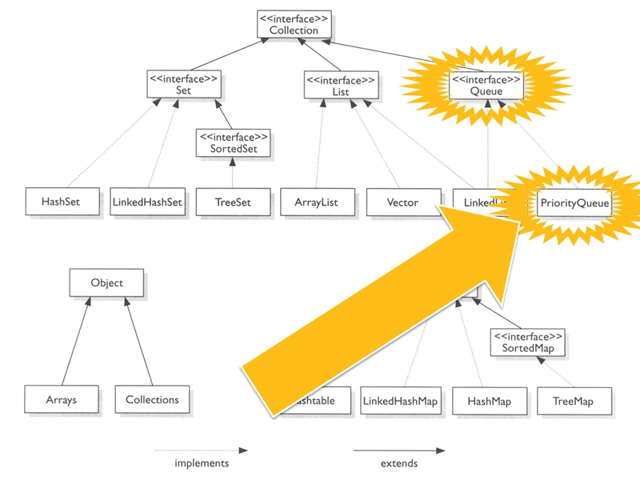 <<interface>>
Collection
<<interface>>
Set
<<interface>>
List
<<interface>>
Queue
<<interface>>
SortedSet
HashSet
LinkedHashSet
TreeSet
ArrayList
Vector
PriorityQueue
Object
<<interface>>
SortedMap
Arrays
Collections
LinkedHashMap
HashMap
TreeMap
implements
extends